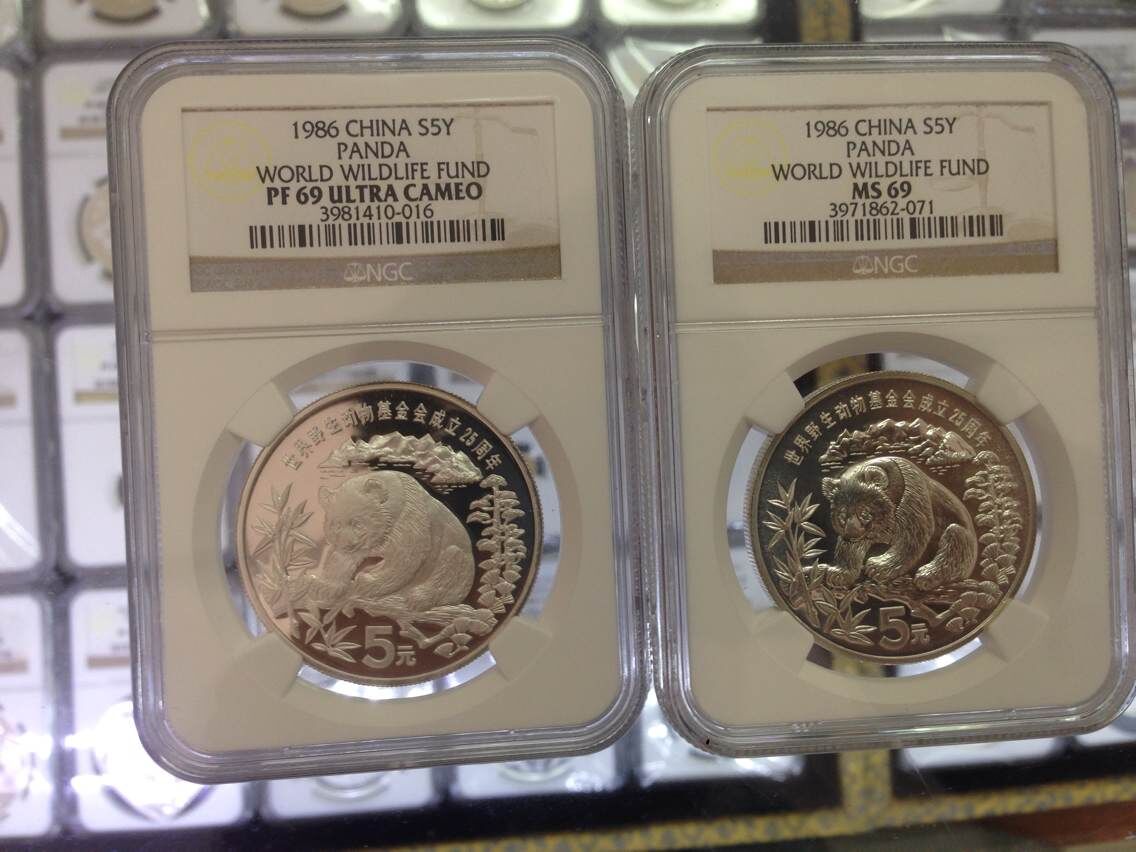 1986 CHINA S5Y
PANDA
WORLD WILDLIFE FUND
PF 69 ULTRA CAMEO
3981410-016
NGC
世界野生动物基金会成立25周年
5元
1986 CHINA S5Y
PANDA
WORLD WILDLIFE FUND
MS 69
3971862-071
NGC
世界野生动物基金会成立25周年
5元